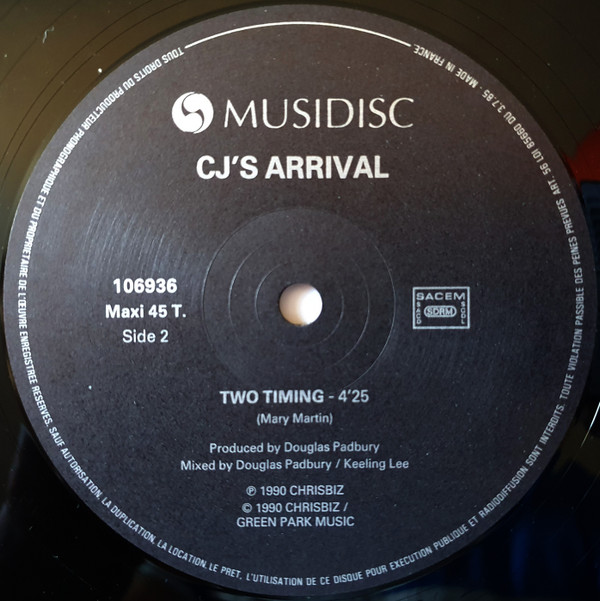 MUSIDISC
CJ'S ARRIVAL
106936
Maxi 45 T.
Side 2
SACEM
SACD
SDRM
SGDL
TWO TIMING - 4'25
(Mary Martin)
Produced by Douglas Padbury
Mixed by Douglas Padbury / Keeling Lee
℗ 1990 CHRISBIZ
© 1990 CHRISBIZ /
GREEN PARK MUSIC
TOUS DROITS DU PRODUCTEUR PHONOGRAPHIQUE ET DU PROPRIETAIRE DE L'ŒUVRE ENREGISTREE RESERVES. SAUF AUTORISATION, LA DUPLICATION, LA LOCATION, LE PRET, L'UTILISATION DE CE DISQUE POUR EXECUTION PUBLIQUE ET RADIODIFFUSION SONT INTERDITS. TOUTE VIOLATION PASSIBLE DES PEINES PREVUES ART. 56 LOI 85660 DU 3.7.85 · MADE IN FRANCE